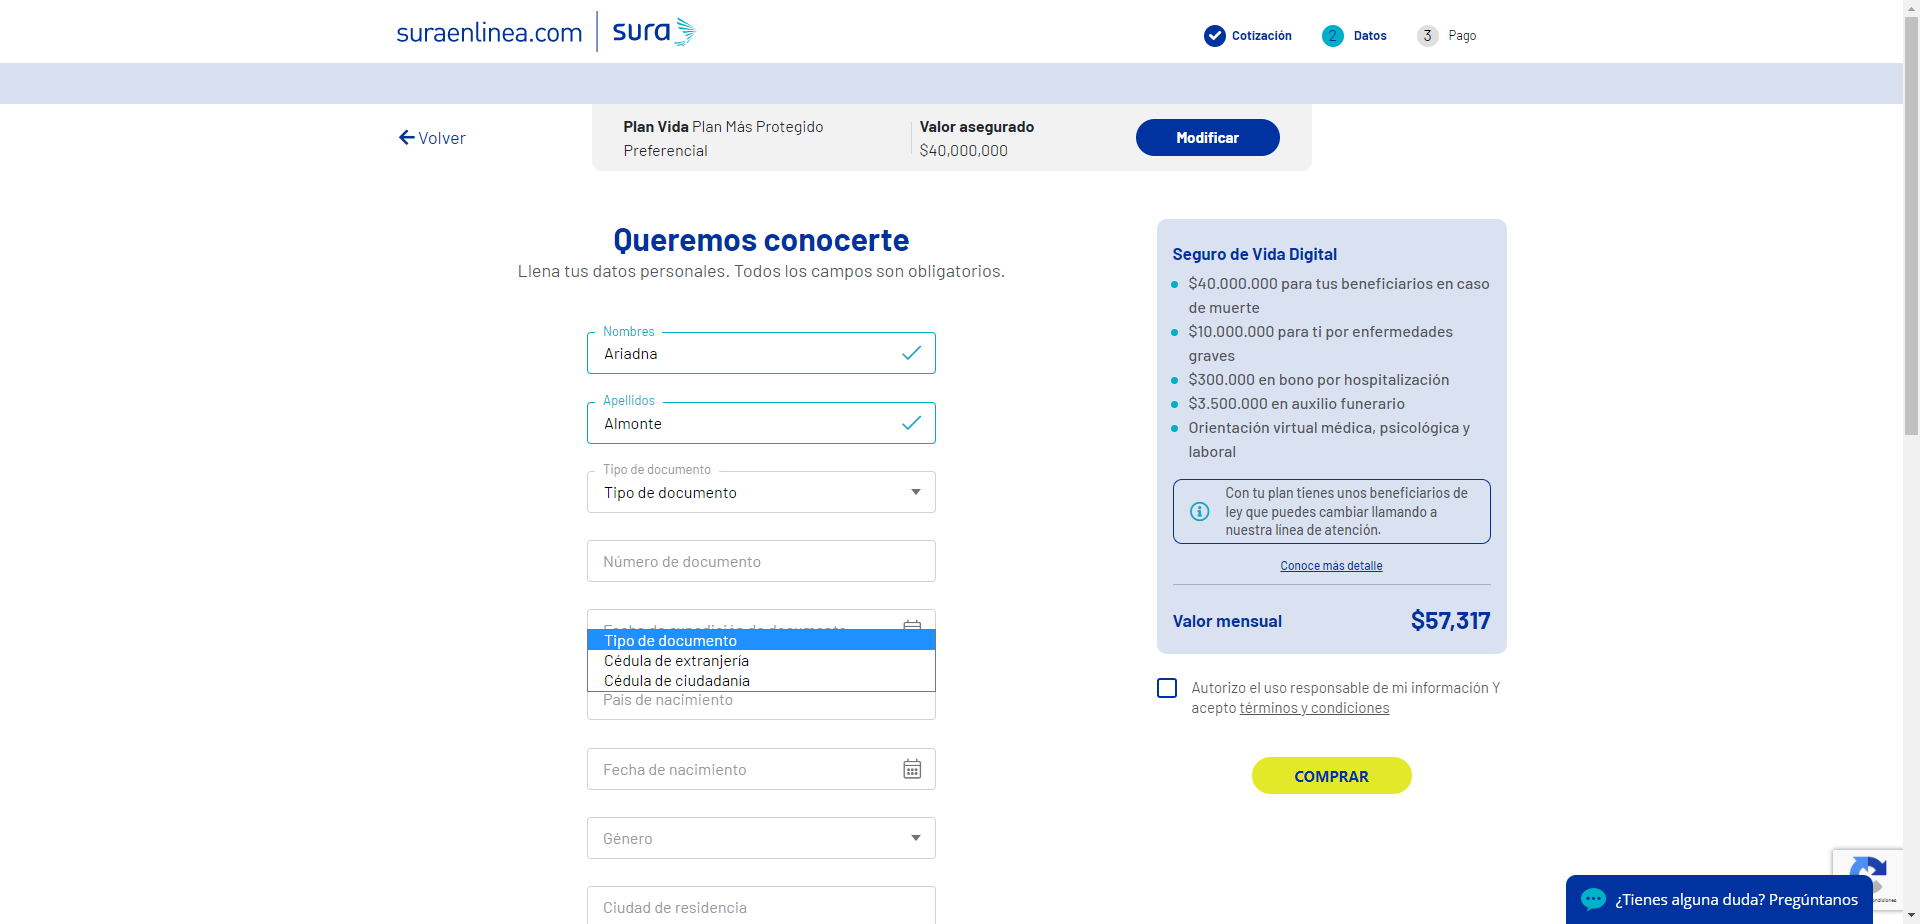 suraenlinea.com
sura
Cotización
2 Datos
3 Pago
Volver
Plan Vida Plan Más Protegido
Preferencial
Valor asegurado
$40,000,000
Modificar
Queremos conocerte
Llena tus datos personales. Todos los campos son obligatorios.
Nombres
Ariadna
Apellidos
Almonte
Tipo de documento
Tipo de documento
Número de documento
Fecha de expedición de documento
Tipo de documento
Cédula de extranjería
Cédula de ciudadanía
País de nacimiento
Fecha de nacimiento
Género
Ciudad de residencia
Seguro de Vida Digital
$40.000.000 para tus beneficiarios en caso
de muerte
$10.000.000 para ti por enfermedades
graves
$300.000 en bono por hospitalización
$3.500.000 en auxilio funerario
Orientación virtual médica, psicológica y
laboral
Con tu plan tienes unos beneficiarios de
ley que puedes cambiar llamando a
nuestra línea de atención.
Conoce más detalle
Valor mensual
$57,317
Autorizo el uso responsable de mi información Y
acepto términos y condiciones
COMPRAR
¿Tienes alguna duda? Pregúntanos